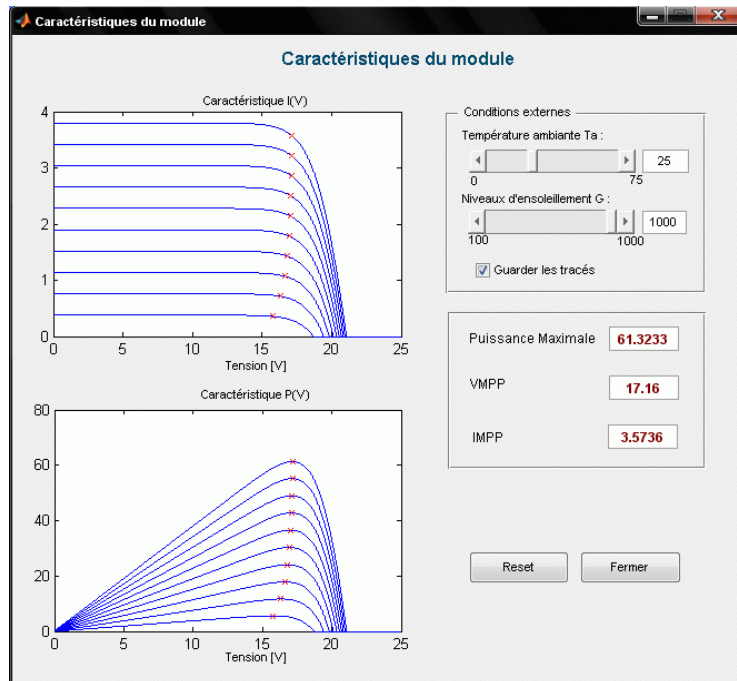 Caractéristiques du module
Caractéristiques du module
Caractéristique I(V)
4
3
2
1
0
0 5 10 15 20 25
Tension [V]
Caractéristique P(V)
80
60
40
20
0
0 5 10 15 20 25
Tension [V]
Conditions externes
Température ambiante Ta :
25
0 75
Niveaux d'ensoleillement G :
1000
100 1000
Guarder les tracés
Puissance Maximale 61.3233
VMPP 17.16
IMPP 3.5736
Reset Fermer